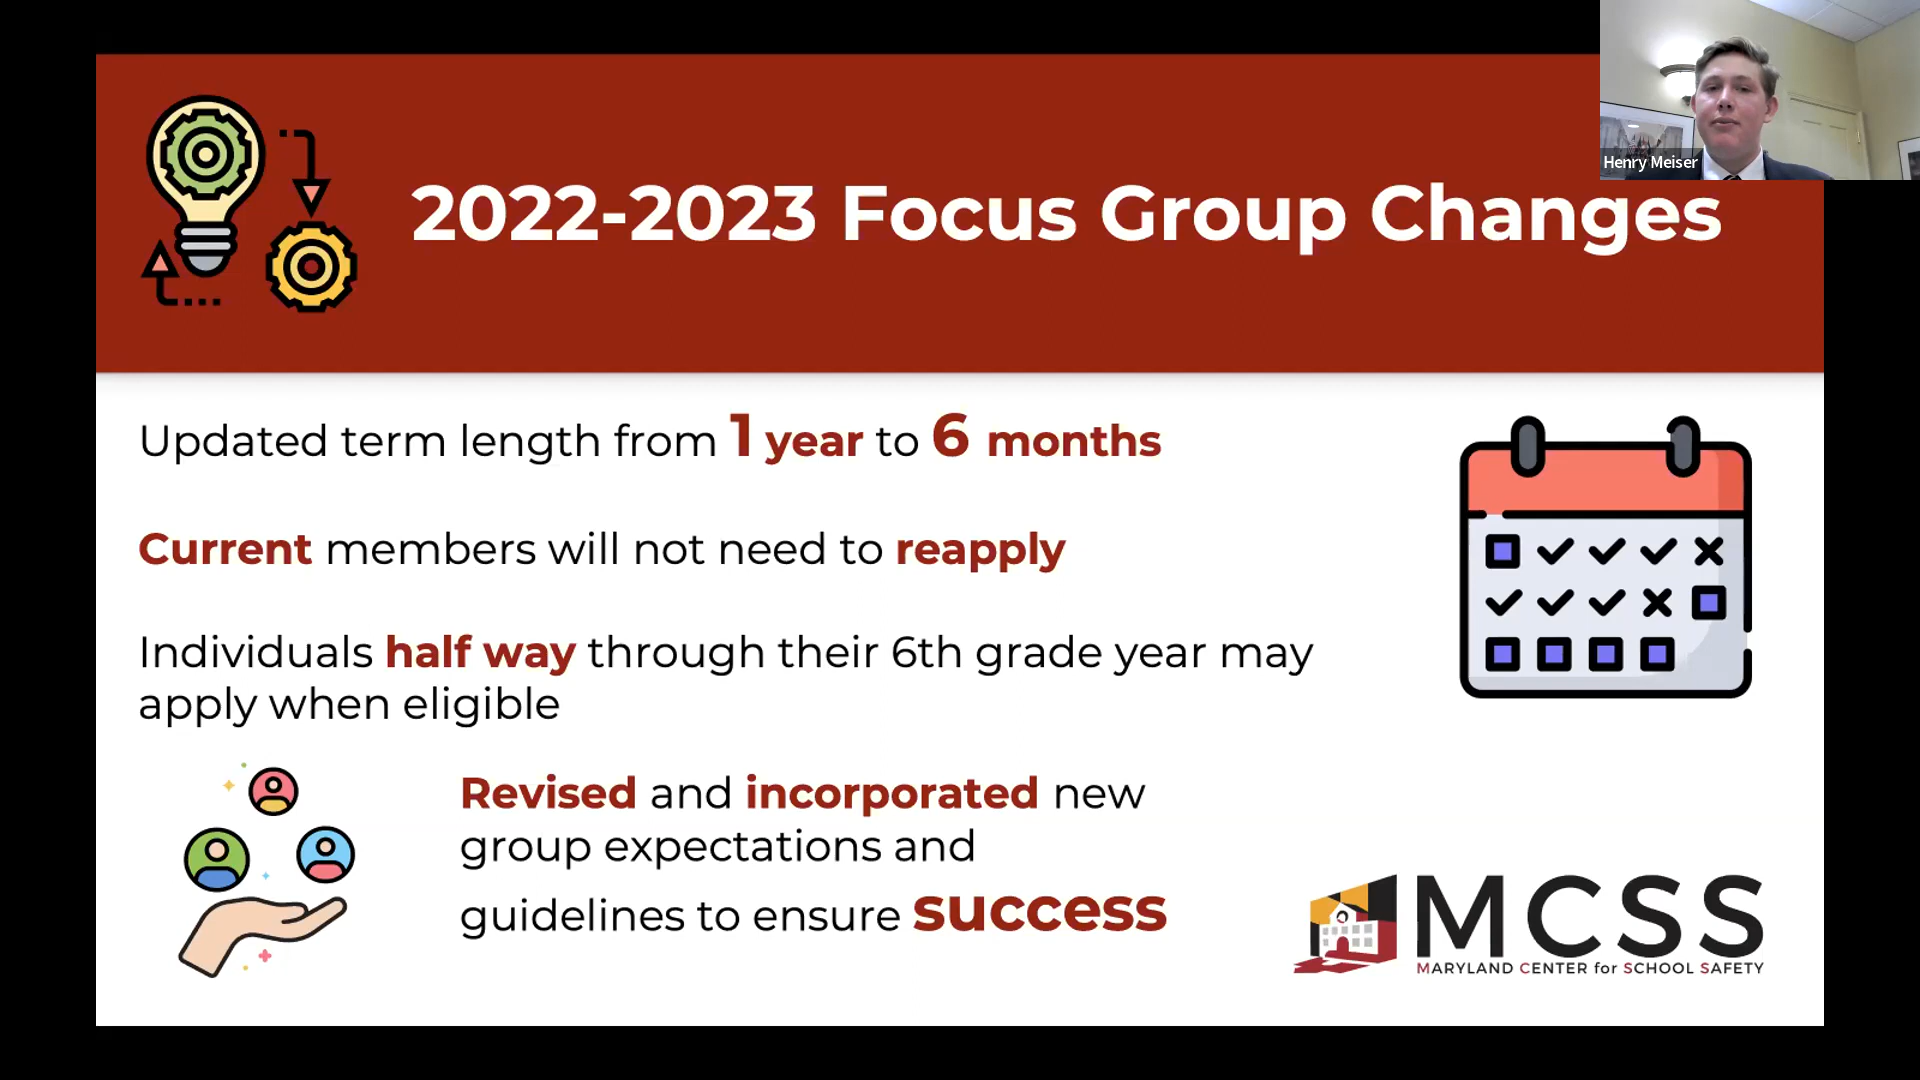 Henry Meiser
2022-2023 Focus Group Changes
Updated term length from 1 year to 6 months
Current members will not need to reapply
Individuals half way through their 6th grade year may
apply when eligible
Revised and incorporated new
group expectations and
guidelines to ensure success
MCSS
MARYLAND CENTER for SCHOOL SAFETY